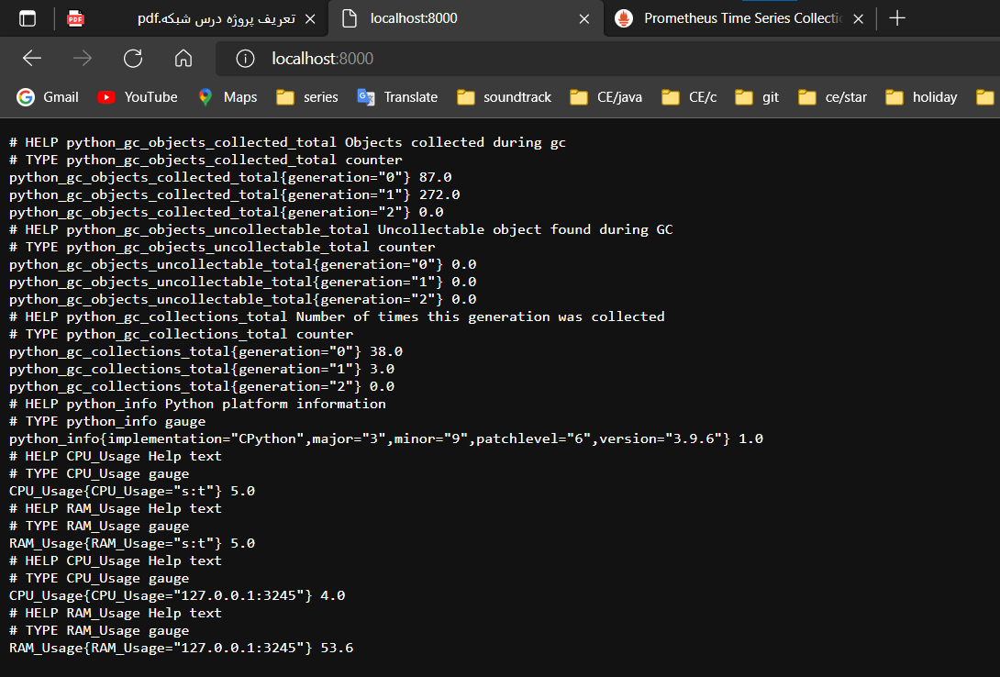 تعریف پروژه درس شبکه.pdf
localhost:8000
Prometheus Time Series Collectic
localhost:8000
Gmail
YouTube
Maps
series
Translate
soundtrack
CE/java
CE/c
git
ce/star
holiday
# HELP python_gc_objects_collected_total Objects collected during gc
# TYPE python_gc_objects_collected_total counter
python_gc_objects_collected_total{generation="0"} 87.0
python_gc_objects_collected_total{generation="1"} 272.0
python_gc_objects_collected_total{generation="2"} 0.0
# HELP python_gc_objects_uncollectable_total Uncollectable object found during GC
# TYPE python_gc_objects_uncollectable_total counter
python_gc_objects_uncollectable_total{generation="0"} 0.0
python_gc_objects_uncollectable_total{generation="1"} 0.0
python_gc_objects_uncollectable_total{generation="2"} 0.0
# HELP python_gc_collections_total Number of times this generation was collected
# TYPE python_gc_collections_total counter
python_gc_collections_total{generation="0"} 38.0
python_gc_collections_total{generation="1"} 3.0
python_gc_collections_total{generation="2"} 0.0
# HELP python_info Python platform information
# TYPE python_info gauge
python_info{implementation="CPython",major="3",minor="9",patchlevel="6",version="3.9.6"} 1.0
# HELP CPU_Usage Help text
# TYPE CPU_Usage gauge
CPU_Usage{CPU_Usage="s:t"} 5.0
# HELP RAM_Usage Help text
# TYPE RAM_Usage gauge
RAM_Usage{RAM_Usage="s:t"} 5.0
# HELP CPU_Usage Help text
# TYPE CPU_Usage gauge
CPU_Usage{CPU_Usage="127.0.0.1:3245"} 4.0
# HELP RAM_Usage Help text
# TYPE RAM_Usage gauge
RAM_Usage{RAM_Usage="127.0.0.1:3245"} 53.6